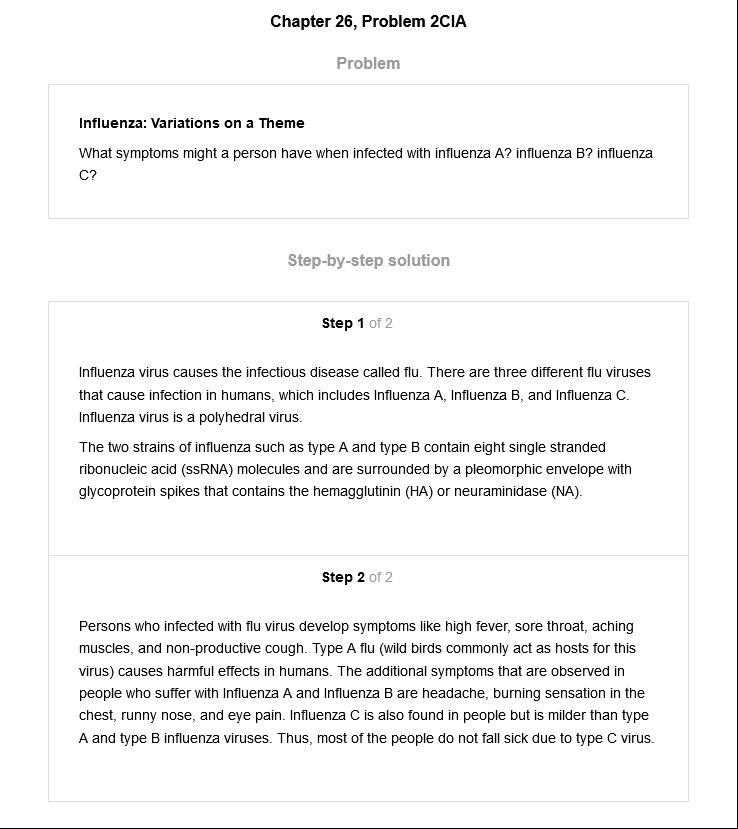 Chapter 26, Problem 2CIA
Problem
Influenza: Variations on a Theme
What symptoms might a person have when infected with influenza A? influenza B? influenza
C?
Step-by-step solution
Step 1 of 2
Influenza virus causes the infectious disease called flu. There are three different flu viruses
that cause infection in humans, which includes Influenza A, Influenza B, and Influenza C.
Influenza virus is a polyhedral virus.
The two strains of influenza such as type A and type B contain eight single stranded
ribonucleic acid (ssRNA) molecules and are surrounded by a pleomorphic envelope with
glycoprotein spikes that contains the hemagglutinin (HA) or neuraminidase (NA).
Step 2 of 2
Persons who infected with flu virus develop symptoms like high fever, sore throat, aching
muscles, and non-productive cough. Type A flu (wild birds commonly act as hosts for this
virus) causes harmful effects in humans. The additional symptoms that are observed in
people who suffer with Influenza A and Influenza B are headache, burning sensation in the
chest, runny nose, and eye pain. Influenza C is also found in people but is milder than type
A and type B influenza viruses. Thus, most of the people do not fall sick due to type C virus.